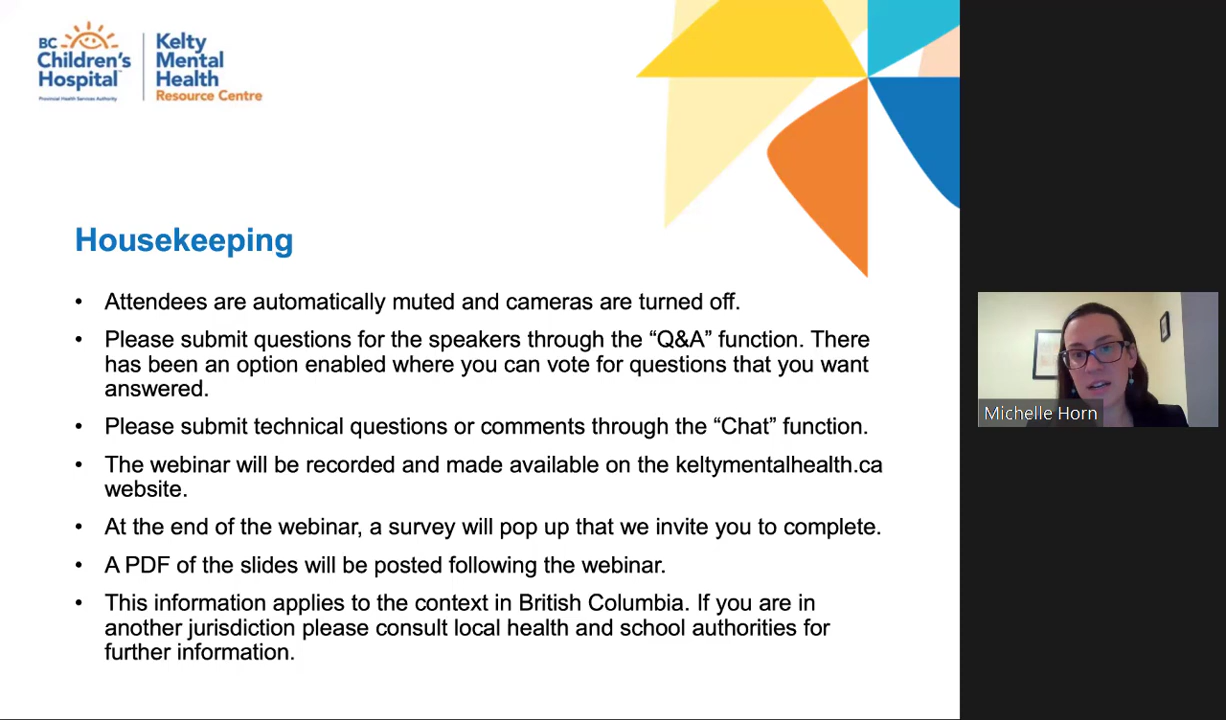 BC
Children's
Hospital
Provincial Health Services Authority
Kelty
Mental
Health
Resource Centre
Housekeeping
• Attendees are automatically muted and cameras are turned off.
• Please submit questions for the speakers through the “Q&A” function. There
has been an option enabled where you can vote for questions that you want
answered.
• Please submit technical questions or comments through the “Chat” function.
• The webinar will be recorded and made available on the keltymentalhealth.ca
website.
• At the end of the webinar, a survey will pop up that we invite you to complete.
• A PDF of the slides will be posted following the webinar.
• This information applies to the context in British Columbia. If you are in
another jurisdiction please consult local health and school authorities for
further information.
Michelle Horn